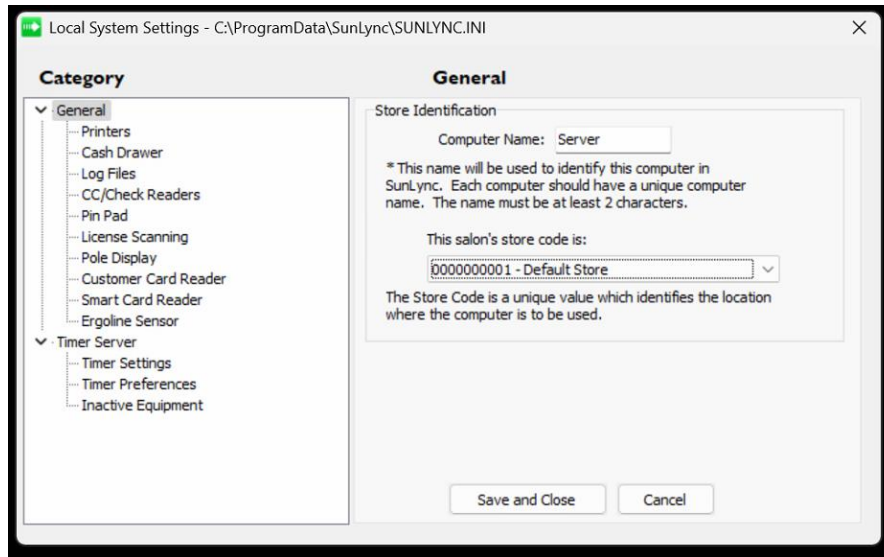 Local System Settings - C:\ProgramData\SunLync\SUNLYNC.INI
Category
General
Printers
Cash Drawer
Log Files
CC/Check Readers
Pin Pad
License Scanning
Pole Display
Customer Card Reader
Smart Card Reader
Ergoline Sensor
Timer Server
Timer Settings
Timer Preferences
Inactive Equipment
General
Store Identification
Computer Name: Server
* This name will be used to identify this computer in
SunLync. Each computer should have a unique computer
name. The name must be at least 2 characters.
This salon's store code is:
0000000001 - Default Store
The Store Code is a unique value which identifies the location
where the computer is to be used.
Save and Close
Cancel